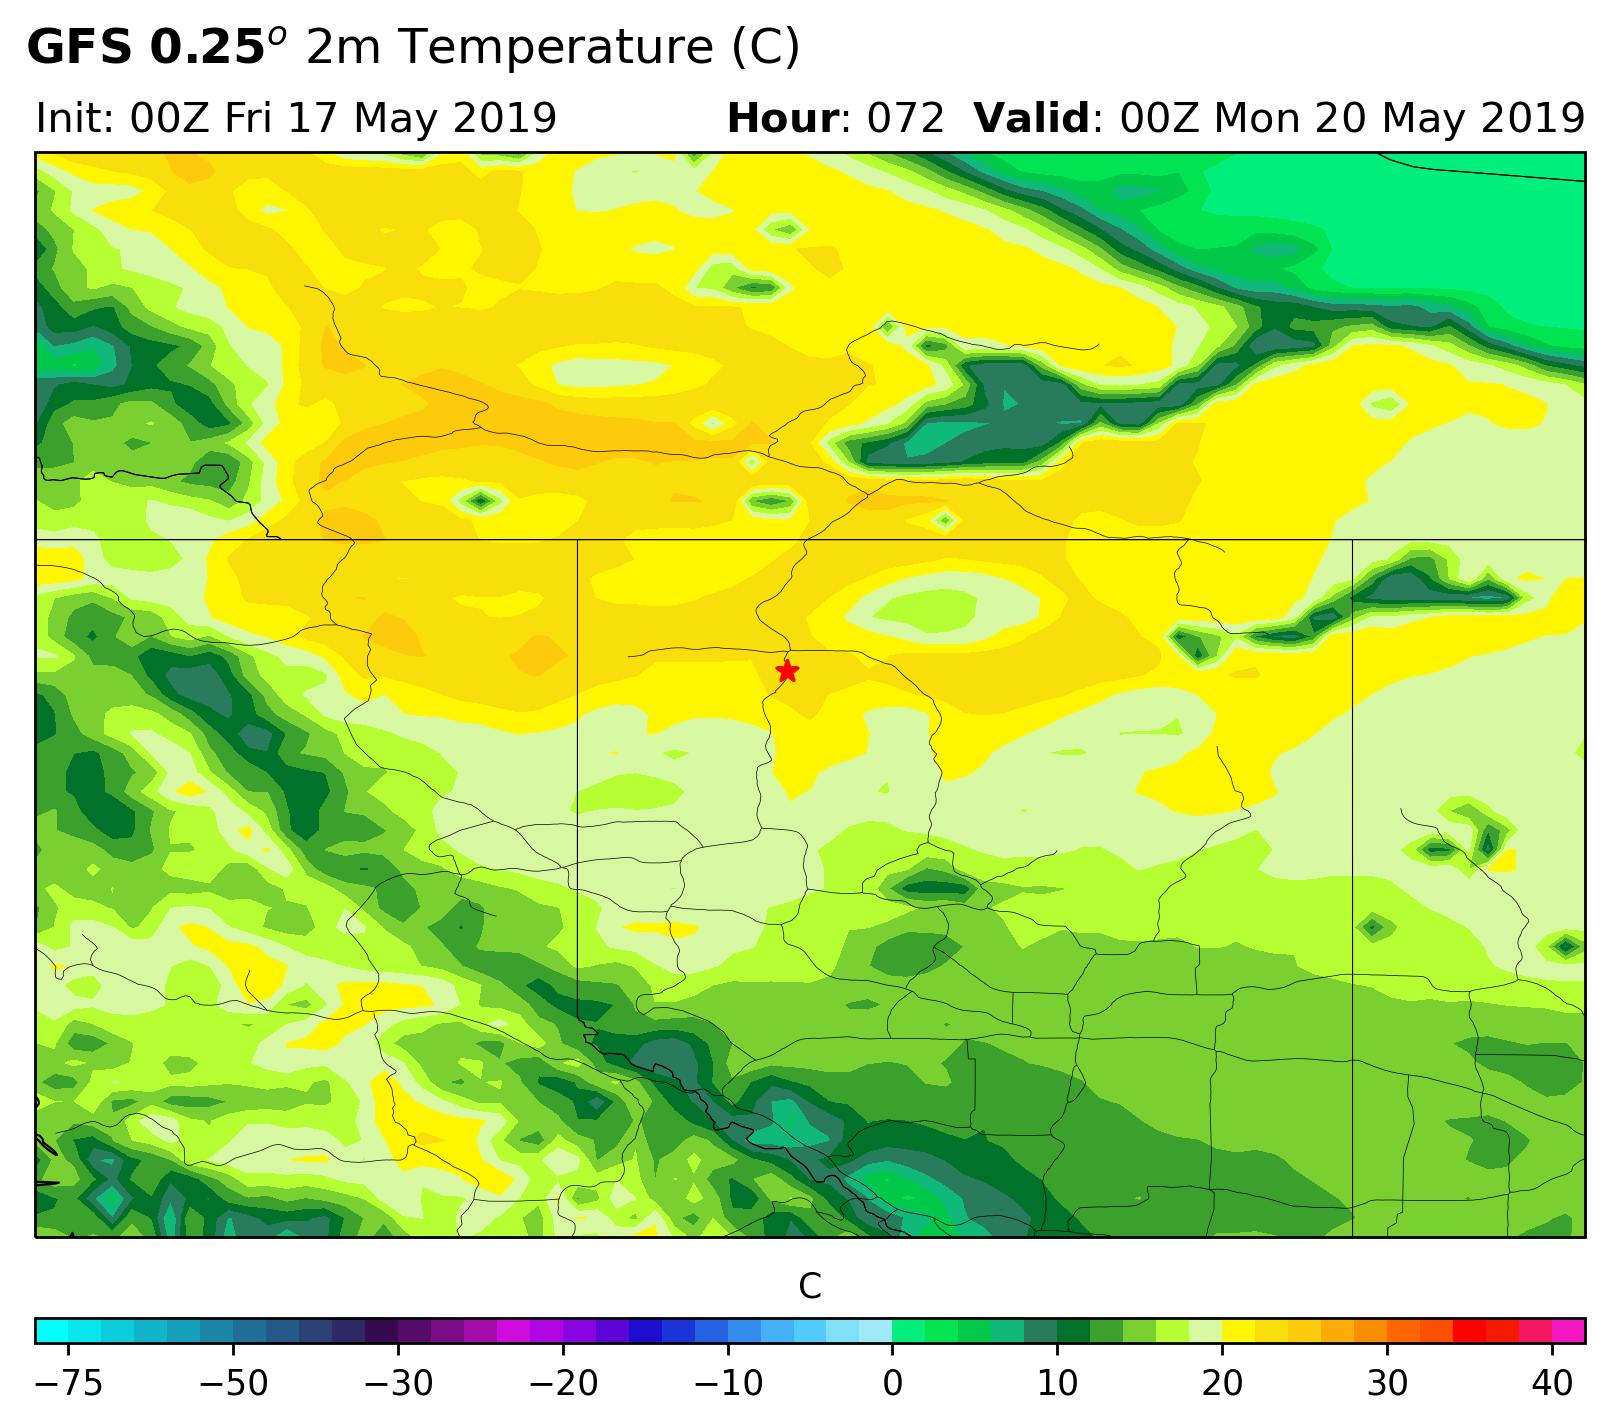 GFS 0.25° 2m Temperature (C)
Init: 00Z Fri 17 May 2019 Hour: 072 Valid: 00Z Mon 20 May 2019
C
−75 −50 −30 −20 −10 0 10 20 30 40